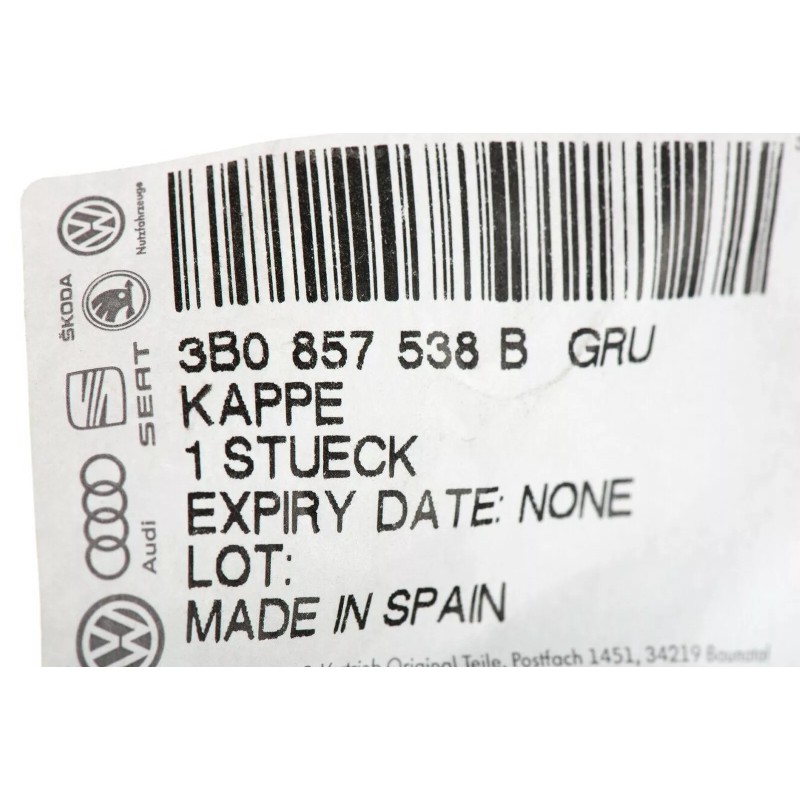 3B0 857 538 B GRU
KAPPE
1 STUECK
EXPIRY DATE: NONE
LOT:
MADE IN SPAIN
Original Teile, Postfach 1451, 34219 Baunatal
Nutzfahrzeuge
ŠKODA
SEAT
Audi